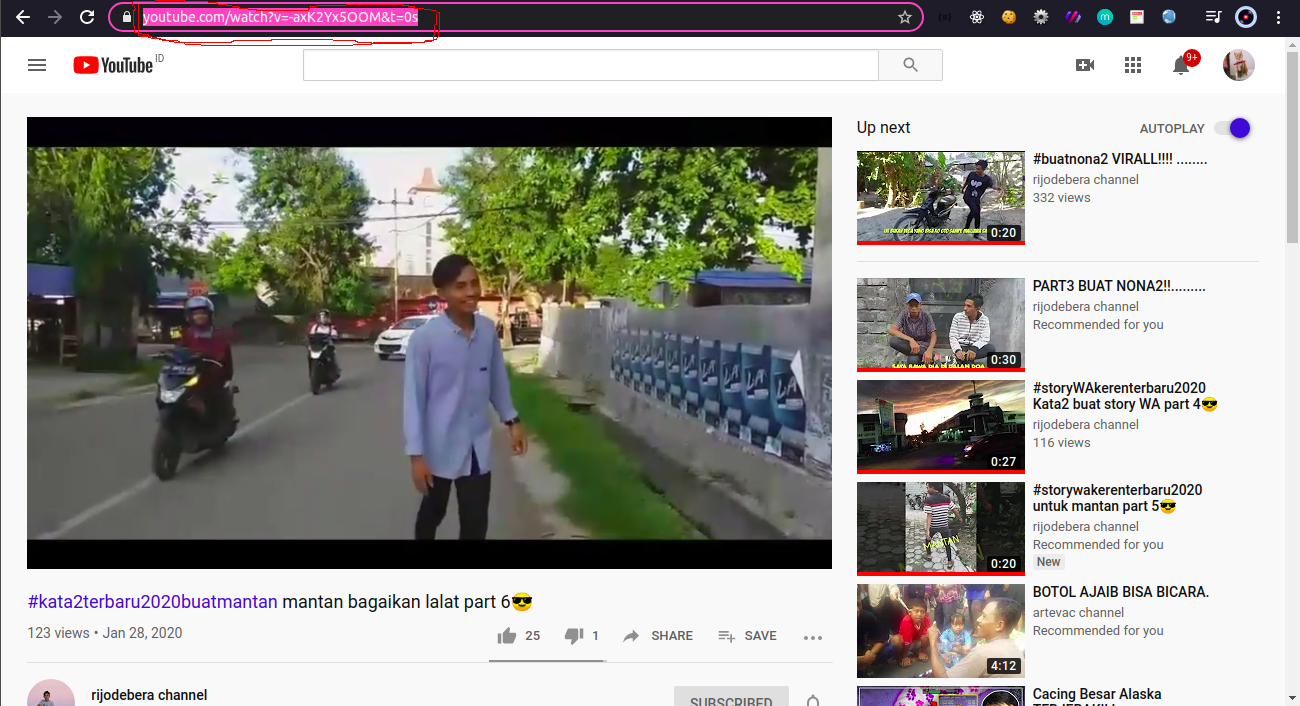 youtube.com/watch?v=-axK2Yx5OOM&t=0s
YouTube ID
9+
Up next
AUTOPLAY
#buatnona2 VIRALL!!!! ........
rijodebera channel
332 views
0:20
PART3 BUAT NONA2!!.........
rijodebera channel
Recommended for you
0:30
#storyWAkerenterbaru2020
Kata2 buat story WA part 4😎
rijodebera channel
116 views
0:27
#storywakerenterbaru2020
untuk mantan part 5😎
rijodebera channel
Recommended for you
New
MANTAN
0:20
BOTOL AJAIB BISA BICARA.
artevac channel
Recommended for you
4:12
Cacing Besar Alaska
#kata2terbaru2020buatmantan mantan bagaikan lalat part 6😎
123 views • Jan 28, 2020
25
1
SHARE
SAVE
rijodebera channel
SUBSCRIBED